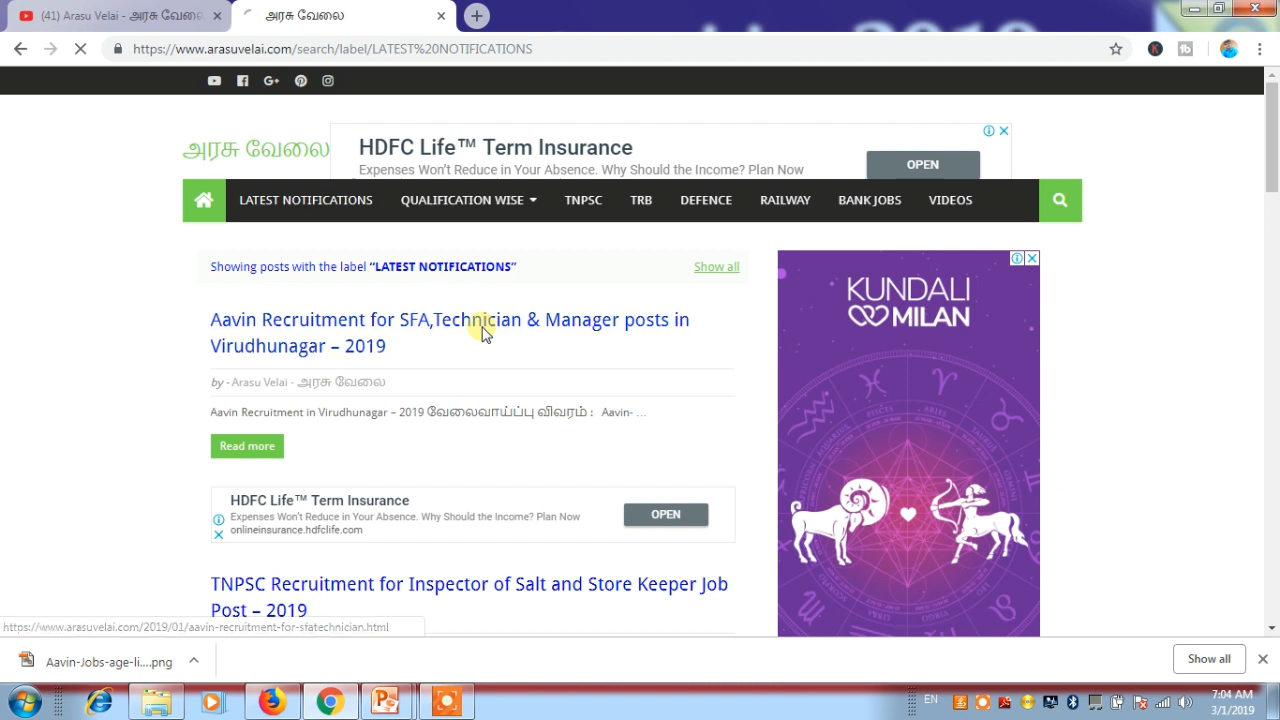 (41) Arasu Velai - அரசு வேலை
அரசு வேலை
https://www.arasuvelai.com/search/label/LATEST%20NOTIFICATIONS
அரசு வேலை
HDFC Life™ Term Insurance
Expenses Won't Reduce in Your Absence. Why Should the Income? Plan Now
OPEN
LATEST NOTIFICATIONS QUALIFICATION WISE TNPSC TRB DEFENCE RAILWAY BANK JOBS VIDEOS
Showing posts with the label “LATEST NOTIFICATIONS” Show all
KUNDALI
MILAN
Aavin Recruitment for SFA,Technician & Manager posts in
Virudhunagar – 2019
by - Arasu Velai - அரசு வேலை
Aavin Recruitment in Virudhunagar – 2019 வேலைவாய்ப்பு விவரம் : Aavin- ...
Read more
HDFC Life™ Term Insurance
Expenses Won't Reduce in Your Absence. Why Should the Income? Plan Now
onlineinsurance.hdfclife.com
OPEN
TNPSC Recruitment for Inspector of Salt and Store Keeper Job
Post – 2019
https://www.arasuvelai.com/2019/01/aavin-recruitment-for-sfatechnician.html
Aavin-Jobs-age-li....png
Show all
EN
7:04 AM
3/1/2019